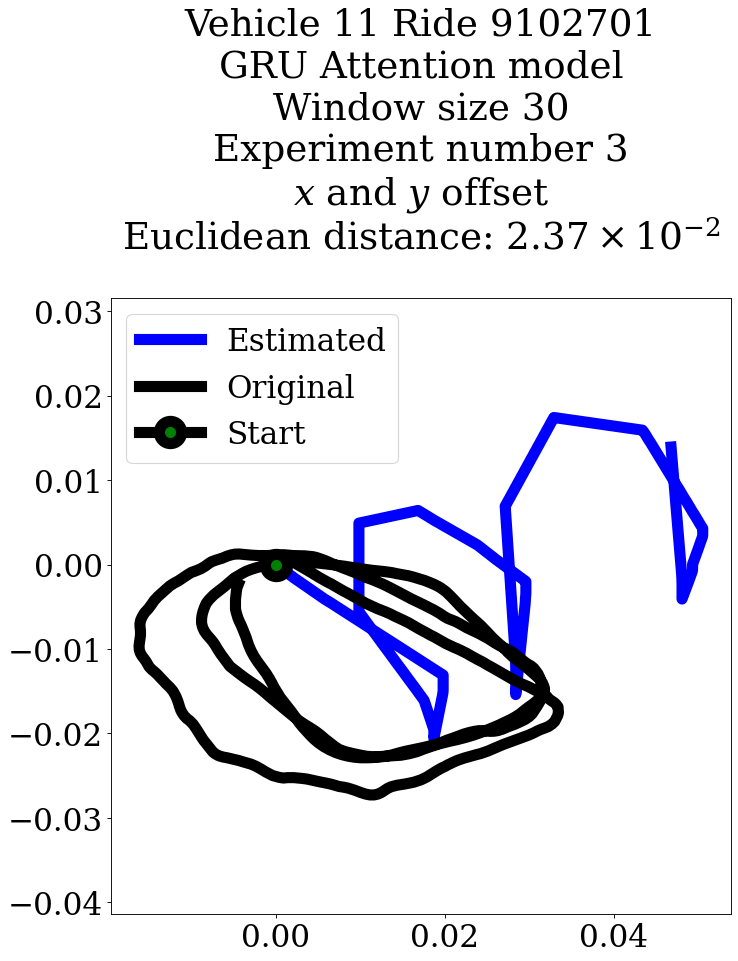 Vehicle 11 Ride 9102701
GRU Attention model
Window size 30
Experiment number 3
x and y offset
Euclidean distance: 2.37 × 10⁻²
0.03
0.02
0.01
0.00
−0.01
−0.02
−0.03
−0.04
Estimated
Original
Start
0.00 0.02 0.04